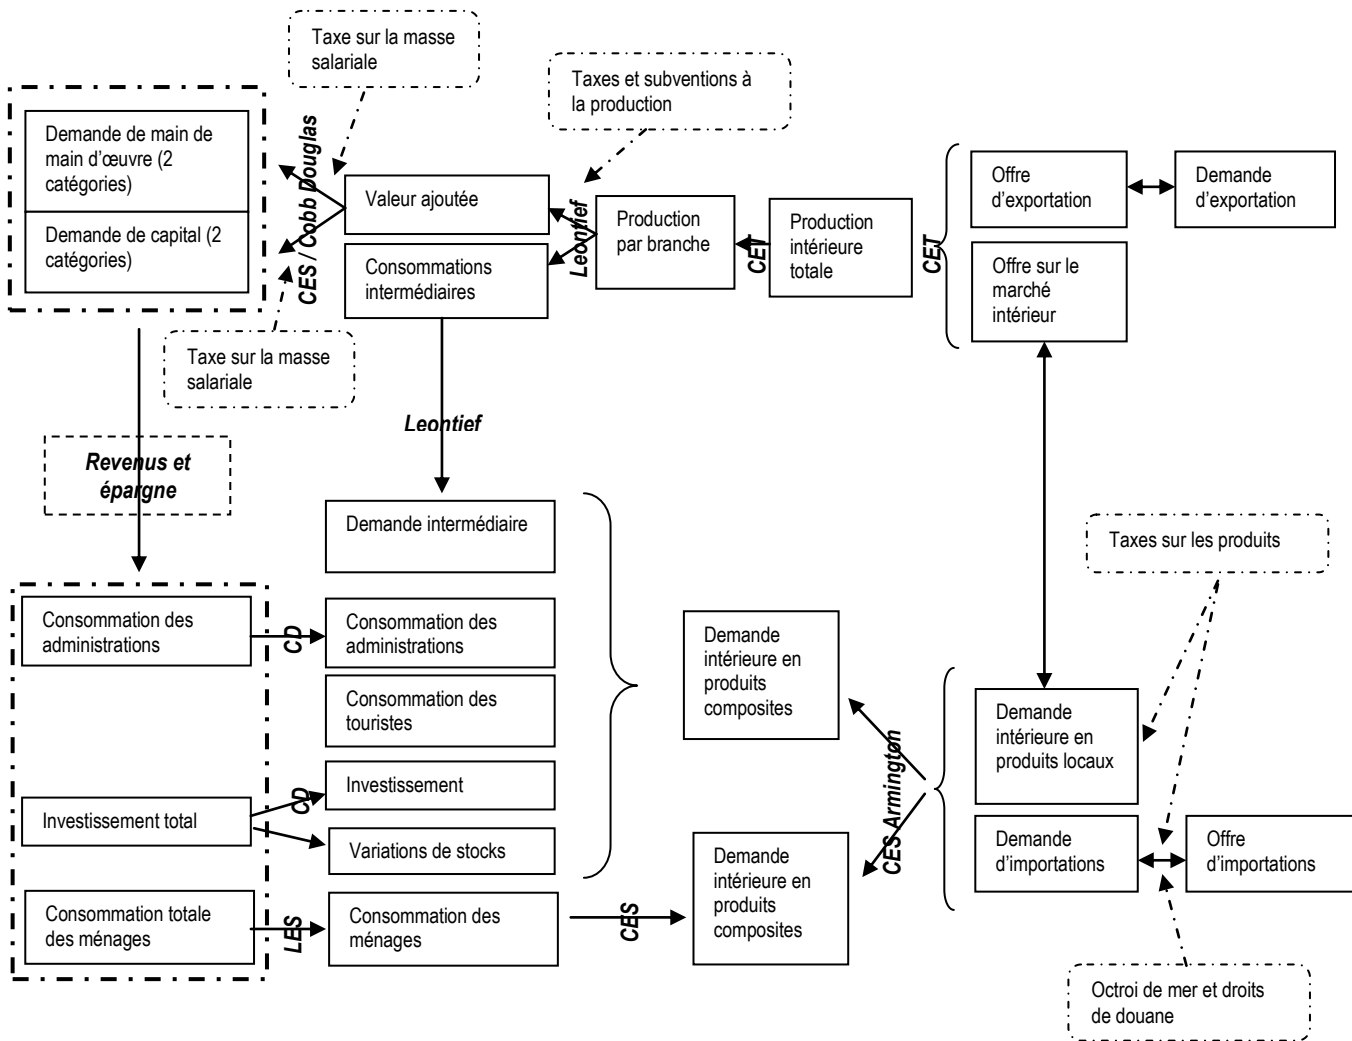 Taxe sur la masse
salariale
Taxes et subventions à
la production
Demande de main de
main d'œuvre (2
catégories)
Demande de capital (2
catégories)
CES / Cobb Douglas
Valeur ajoutée
Consommations
intermédiaires
Leontief
Production
par branche
CET
Production
intérieure
totale
CET
Offre
d'exportation
Demande
d'exportation
Offre sur le
marché
intérieur
Taxe sur la masse
salariale
Leontief
Revenus et
épargne
Demande intermédiaire
Taxes sur les produits
Consommation des
administrations
CD
Consommation des
administrations
Consommation des
touristes
Demande
intérieure en
produits
composites
Demande
intérieure en
produits locaux
Investissement total
CD
Investissement
Variations de stocks
CES Armington
Demande
intérieure en
produits
composites
Demande
d'importations
Offre
d'importations
Consommation totale
des ménages
LES
Consommation des
ménages
CES
Octroi de mer et droits
de douane